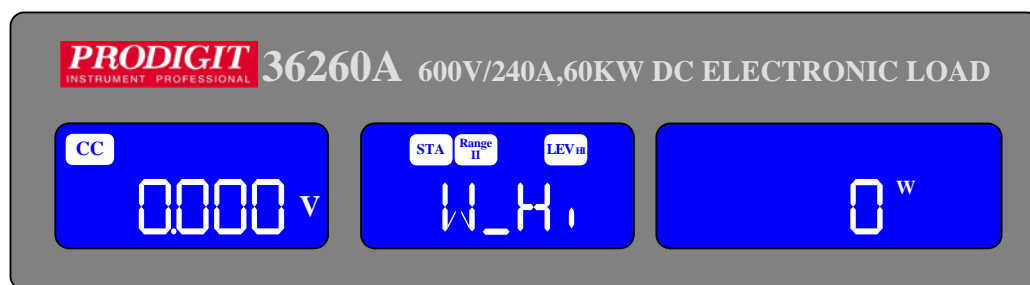 PRODIGIT
INSTRUMENT PROFESSIONAL
36260A 600V/240A,60KW DC ELECTRONIC LOAD
CC
0.000 V
STA Range II LEV HI
W_Hi
0 W